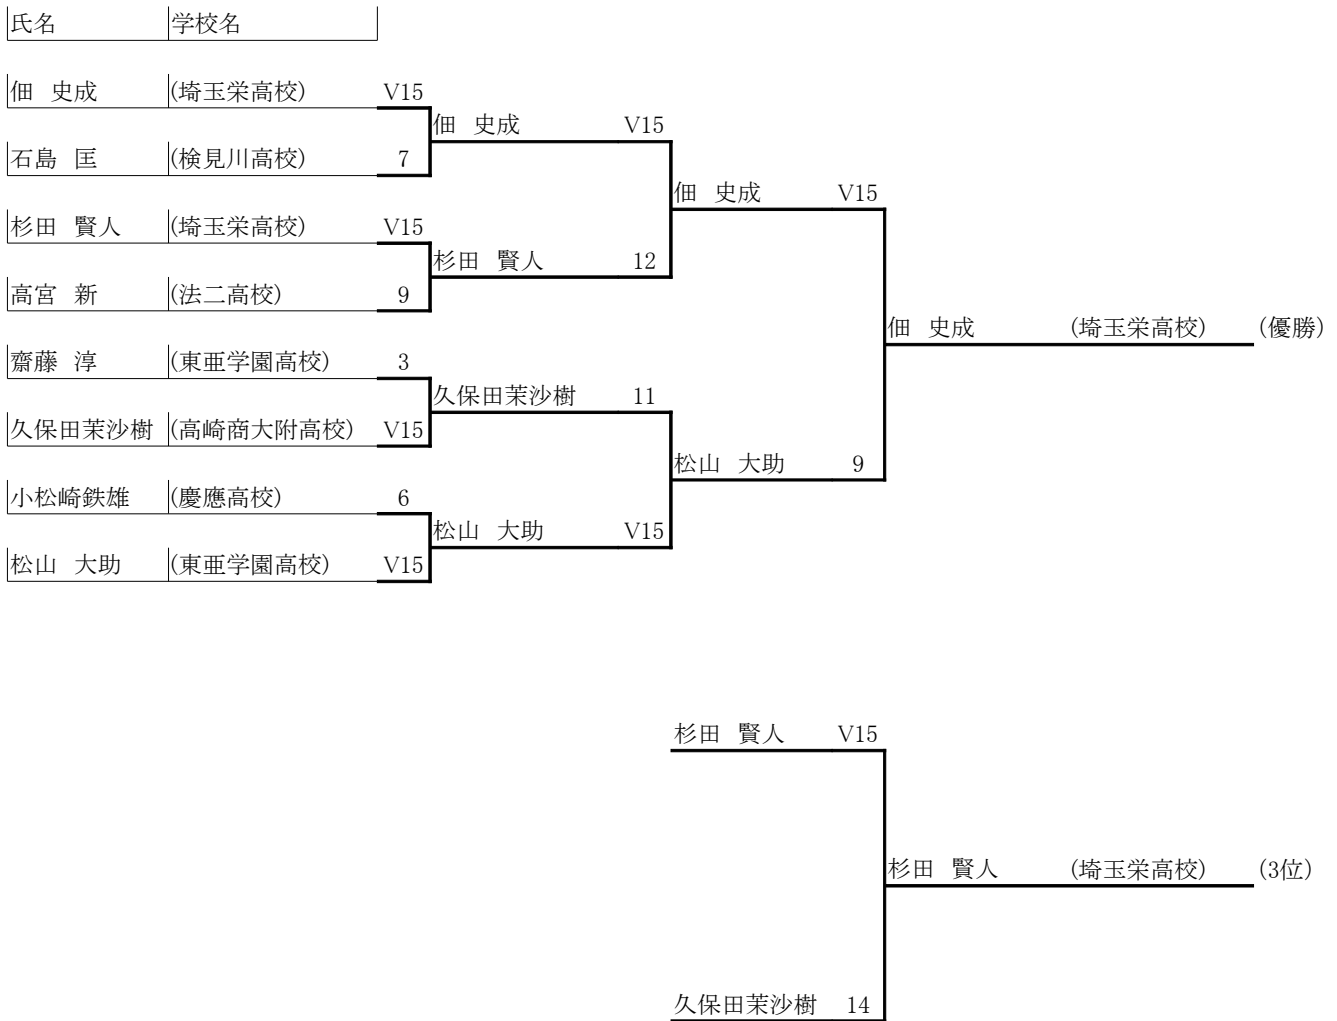 氏名 学校名
佃 史成 (埼玉栄高校) V15
佃 史成 V15
石島 匡 (検見川高校) 7
佃 史成 V15
杉田 賢人 (埼玉栄高校) V15
杉田 賢人 12
高宮 新 (法二高校) 9
佃 史成 (埼玉栄高校) (優勝)
齋藤 淳 (東亜学園高校) 3
久保田茉沙樹 11
久保田茉沙樹 (高崎商大附高校) V15
松山 大助 9
小松崎鉄雄 (慶應高校) 6
松山 大助 V15
松山 大助 (東亜学園高校) V15
杉田 賢人 V15
杉田 賢人 (埼玉栄高校) (3位)
久保田茉沙樹 14